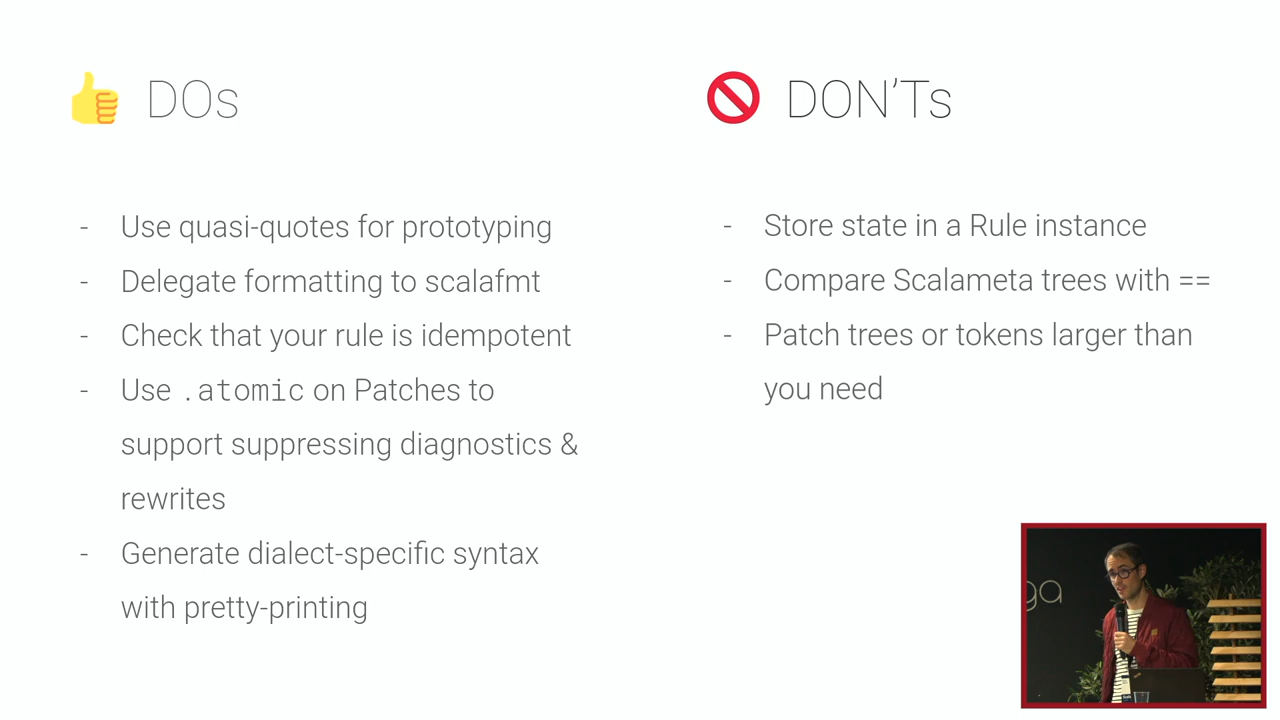 DOs
- Use quasi-quotes for prototyping
- Delegate formatting to scalafmt
- Check that your rule is idempotent
- Use .atomic on Patches to
support suppressing diagnostics &
rewrites
- Generate dialect-specific syntax
with pretty-printing
DON'Ts
- Store state in a Rule instance
- Compare Scalameta trees with ==
- Patch trees or tokens larger than
you need
ga